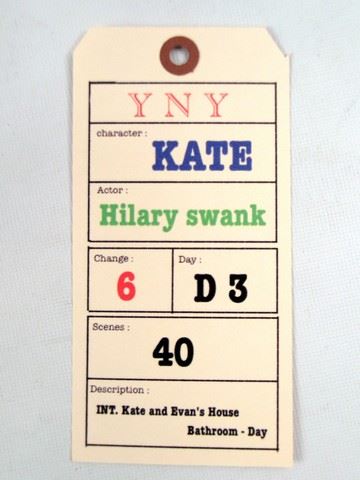 YNY
character :
KATE
Actor :
Hilary swank
Change :
6
Day :
D 3
Scenes :
40
Description :
INT. Kate and Evan's House
Bathroom - Day